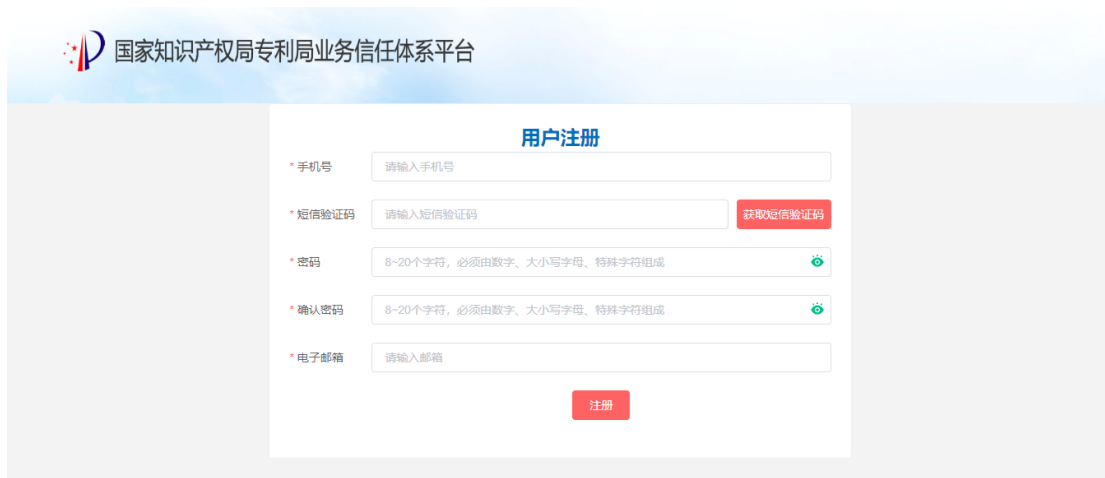 国家知识产权局专利局业务信任体系平台
用户注册
* 手机号 请输入手机号
* 短信验证码 请输入短信验证码 获取短信验证码
* 密码 8~20个字符，必须由数字、大小写字母、特殊字符组成
* 确认密码 8~20个字符，必须由数字、大小写字母、特殊字符组成
* 电子邮箱 请输入邮箱
注册